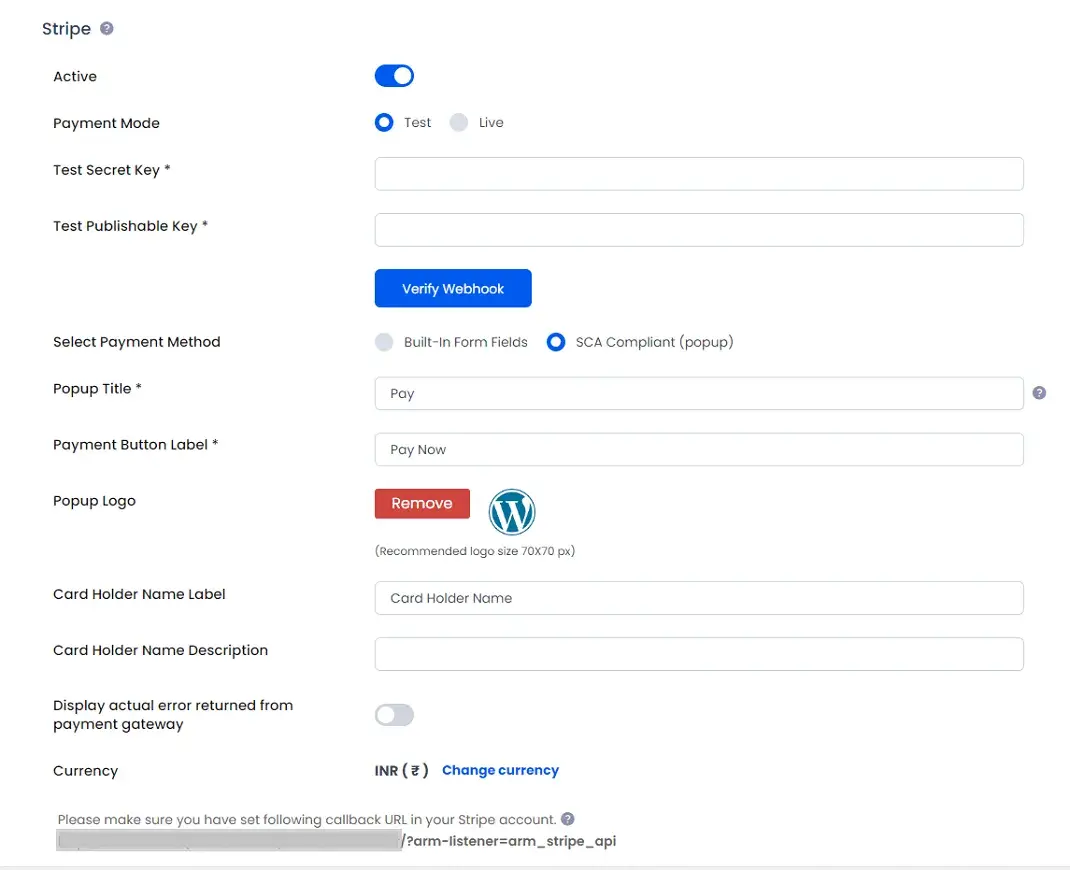 Stripe ?
Active
Payment Mode Test Live
Test Secret Key *
Test Publishable Key *
Verify Webhook
Select Payment Method Built-In Form Fields SCA Compliant (popup)
Popup Title * Pay ?
Payment Button Label * Pay Now
Popup Logo Remove W
(Recommended logo size 70X70 px)
Card Holder Name Label Card Holder Name
Card Holder Name Description
Display actual error returned from
payment gateway
Currency INR ( ₹ ) Change currency
Please make sure you have set following callback URL in your Stripe account. ?
/?arm-listener=arm_stripe_api